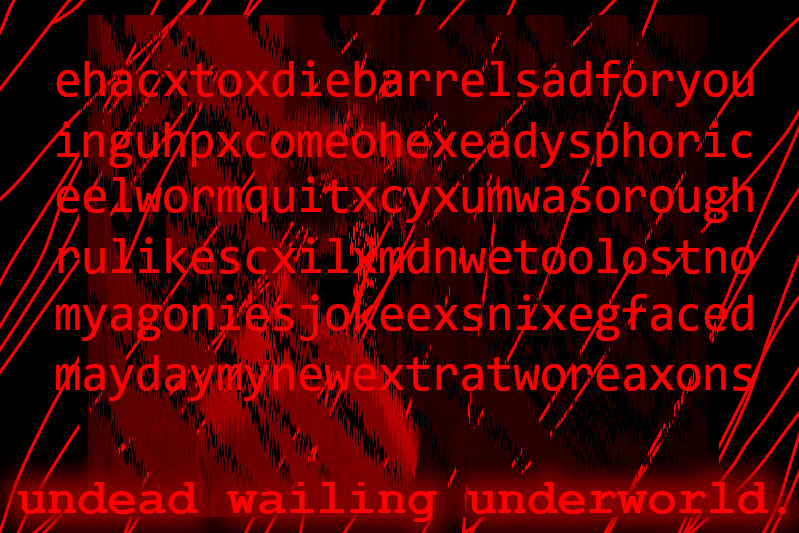 ehacxtoxdiebarrelsadforyou
inguhpxcomeohexeadysphoric
eelwormquitxcyxumwasorough
rulikescxilxmdnwetoolostno
myagoniesjokeexsnixegfaced
maydaymynewextratworeaxons
undead wailing underworld.